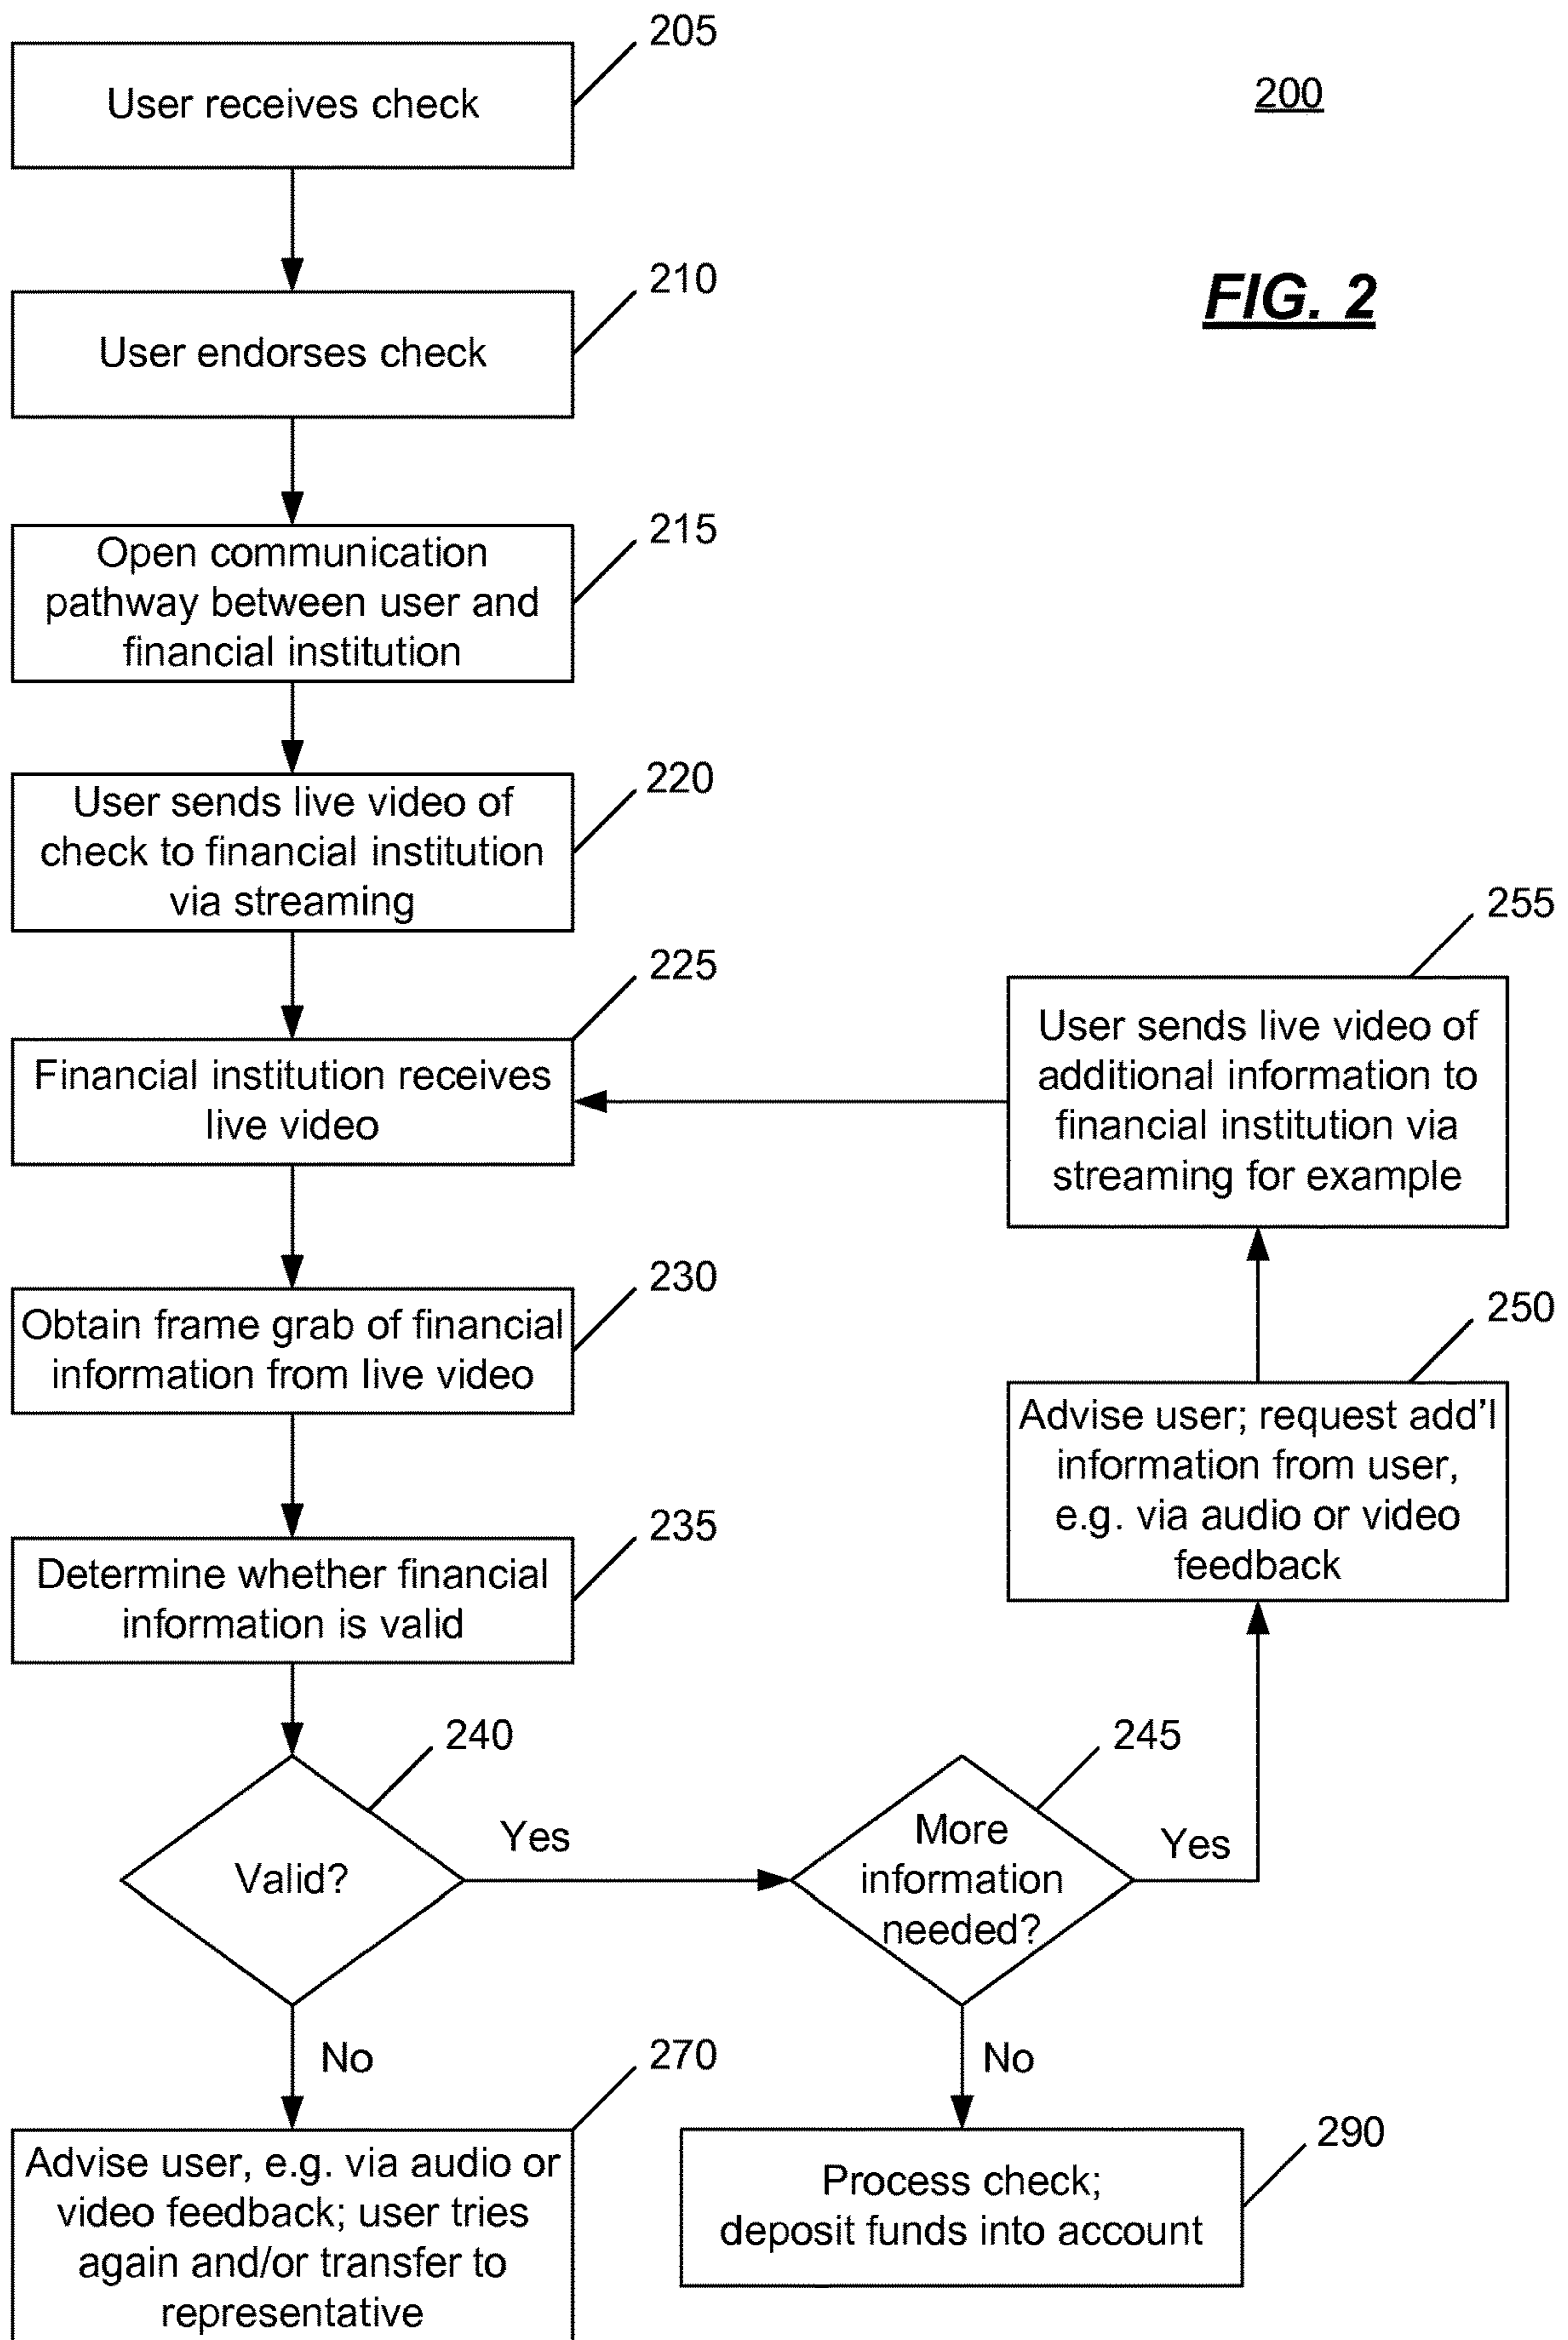 205
200
User receives check
210
FIG. 2
User endorses check
215
Open communication
pathway between user and
financial institution
220
User sends live video of
check to financial institution
via streaming
255
225
User sends live video of
additional information to
financial institution via
streaming for example
Financial institution receives
live video
230
Obtain frame grab of financial
information from live video
250
Advise user; request add'l
information from user,
e.g. via audio or video
feedback
235
Determine whether financial
information is valid
240
Valid?
Yes
245
More
information
needed?
Yes
No
270
Advise user, e.g. via audio or
video feedback; user tries
again and/or transfer to
representative
No
290
Process check;
deposit funds into account